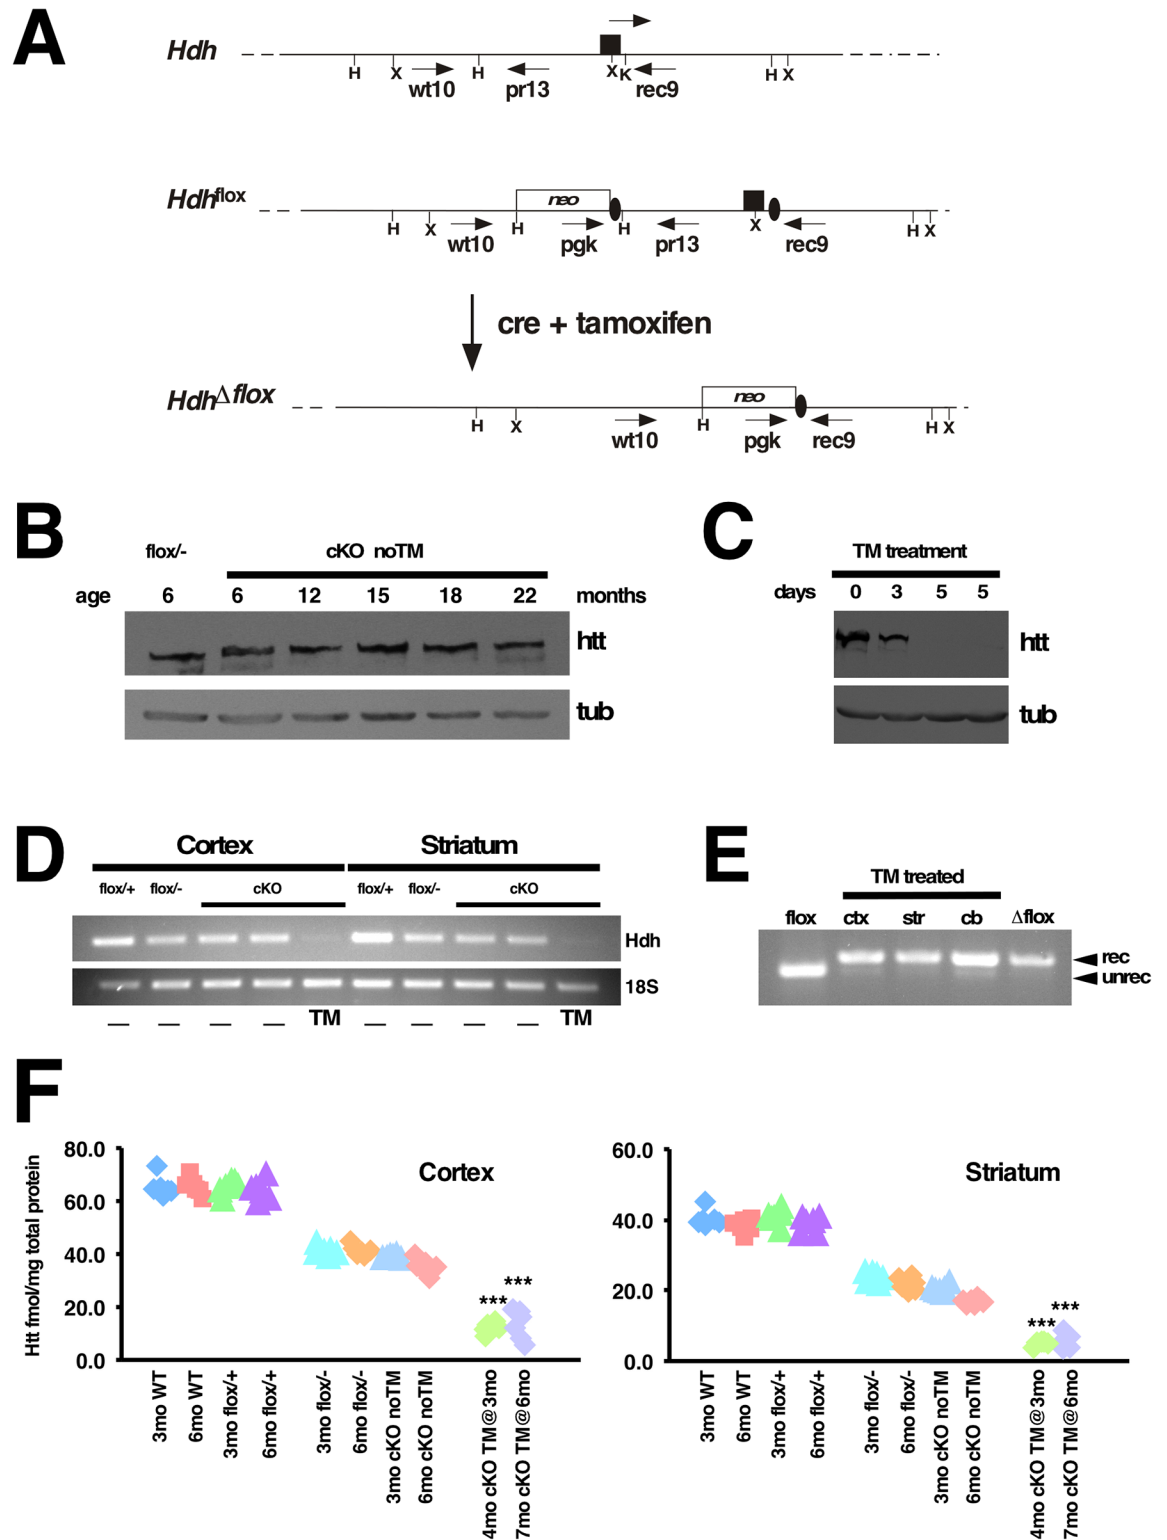 A
Hdh
H X wt10 H pr13 X K rec9 H X
Hdhflox
neo
H X wt10 H pgk H pr13 X rec9 H X
cre + tamoxifen
HdhΔflox
neo
H X wt10 H pgk rec9 H X
B
flox/- cKO noTM
age 6 6 12 15 18 22 months
htt
tub
C
TM treatment
days 0 3 5 5
htt
tub
D
Cortex Striatum
flox/+ flox/- cKO flox/+ flox/- cKO
Hdh
18S
— — — — TM — — — — TM
E
TM treated
flox ctx str cb Δflox
rec
unrec
F
Htt fmol/mg total protein
80.0
60.0
40.0
20.0
0.0
Cortex
*** ***
3mo WT
6mo WT
3mo flox/+
6mo flox/+
3mo flox/-
6mo flox/-
3mo cKO noTM
6mo cKO noTM
4mo cKO TM@3mo
7mo cKO TM@6mo
60.0
40.0
20.0
0.0
Striatum
*** ***
3mo WT
6mo WT
3mo flox/+
6mo flox/+
3mo flox/-
6mo flox/-
3mo cKO noTM
6mo cKO noTM
4mo cKO TM@3mo
7mo cKO TM@6mo